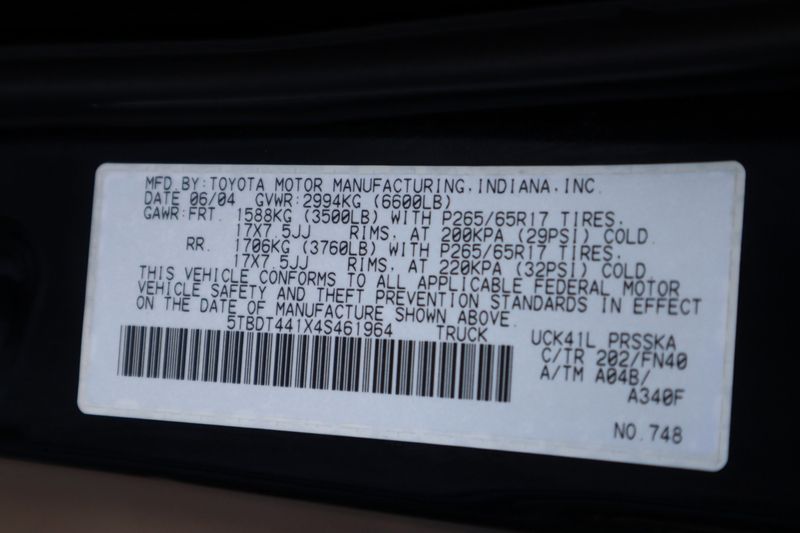 MFD BY:TOYOTA MOTOR MANUFACTURING, INDIANA, INC.
DATE 06/04 GVWR:2994KG (6600LB)
GAWR:FRT. 1588KG (3500LB) WITH P265/65R17 TIRES,
17X7.5JJ RIMS, AT 200KPA (29PSI) COLD.
RR. 1706KG (3760LB) WITH P265/65R17 TIRES,
17X7.5JJ RIMS, AT 220KPA (32PSI) COLD.
THIS VEHICLE CONFORMS TO ALL APPLICABLE FEDERAL MOTOR
VEHICLE SAFETY AND THEFT PREVENTION STANDARDS IN EFFECT
ON THE DATE OF MANUFACTURE SHOWN ABOVE.
5TBDT441X4S461964 TRUCK
UCK41L PRSSKA
C/TR 202/FN40
A/TM A04B/
A340F
NO.748